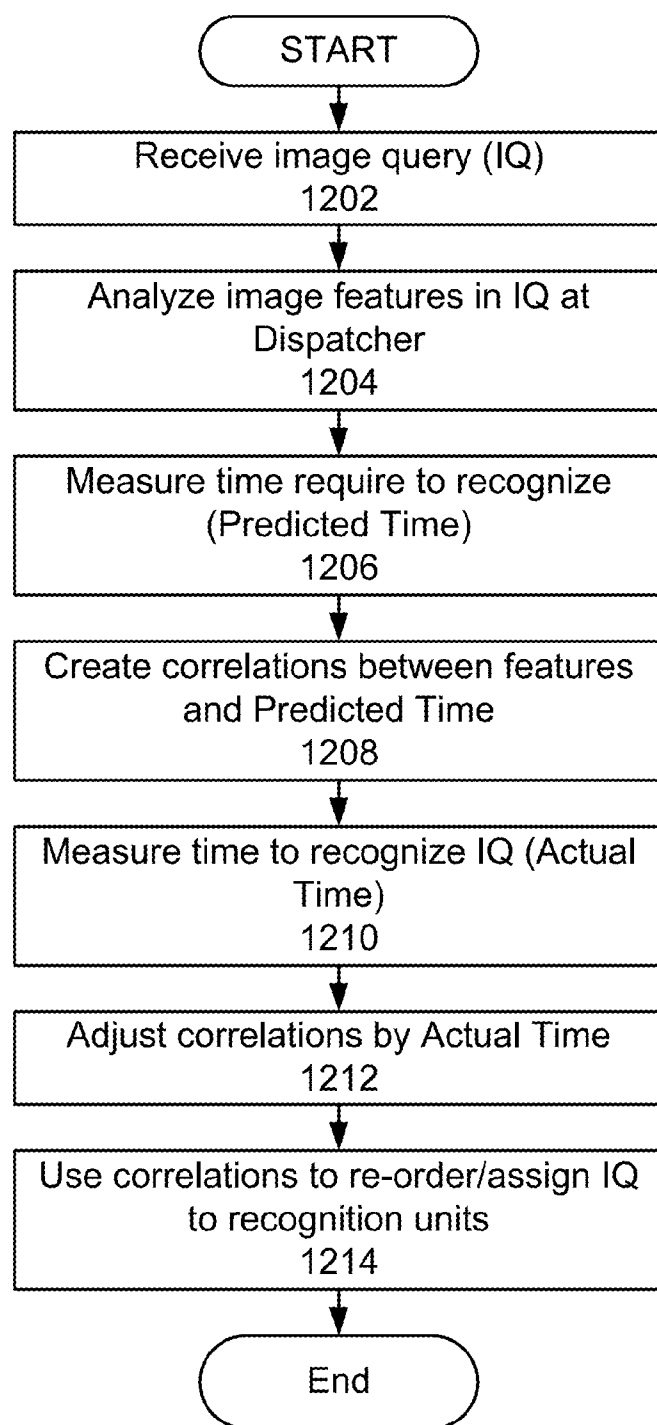 START
Receive image query (IQ)
1202
Analyze image features in IQ at
Dispatcher
1204
Measure time require to recognize
(Predicted Time)
1206
Create correlations between features
and Predicted Time
1208
Measure time to recognize IQ (Actual
Time)
1210
Adjust correlations by Actual Time
1212
Use correlations to re-order/assign IQ
to recognition units
1214
End